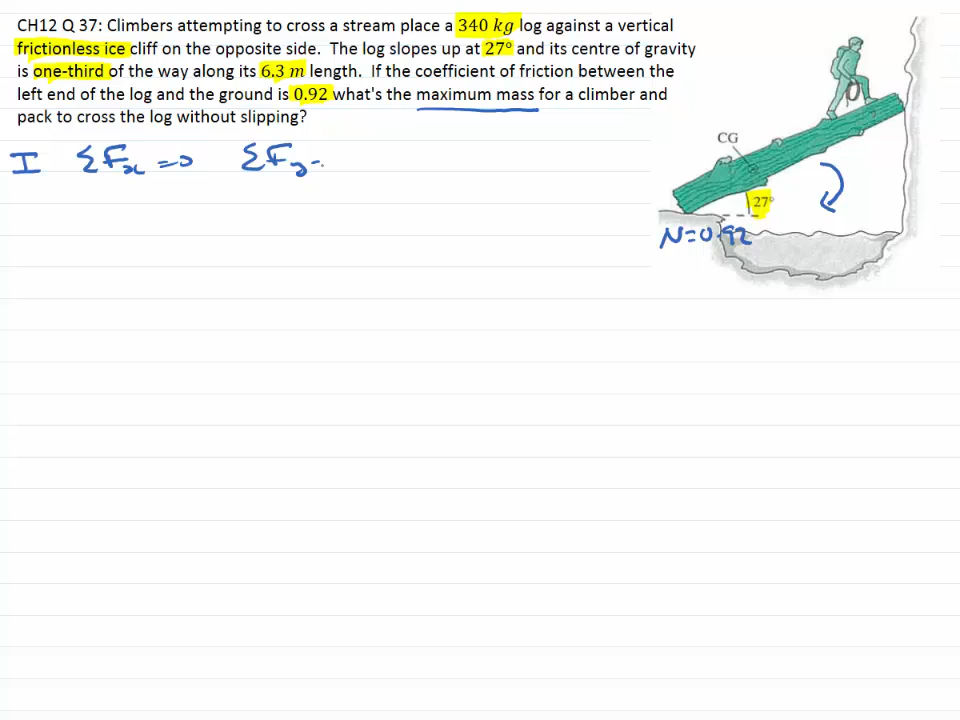 CH12 Q 37: Climbers attempting to cross a stream place a 340 kg log against a vertical
frictionless ice cliff on the opposite side. The log slopes up at 27° and its centre of gravity
is one-third of the way along its 6.3 m length. If the coefficient of friction between the
left end of the log and the ground is 0.92 what's the maximum mass for a climber and
pack to cross the log without slipping?
I ΣFx = 0 ΣFy =
CG
27°
μ = 0.92